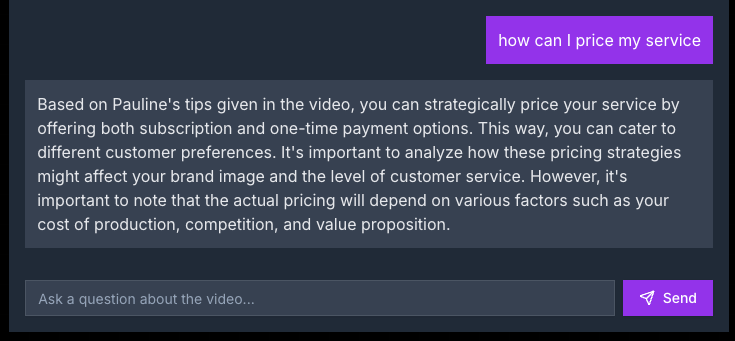 how can I price my service
Based on Pauline's tips given in the video, you can strategically price your service by
offering both subscription and one-time payment options. This way, you can cater to
different customer preferences. It's important to analyze how these pricing strategies
might affect your brand image and the level of customer service. However, it's
important to note that the actual pricing will depend on various factors such as your
cost of production, competition, and value proposition.
Ask a question about the video...
Send